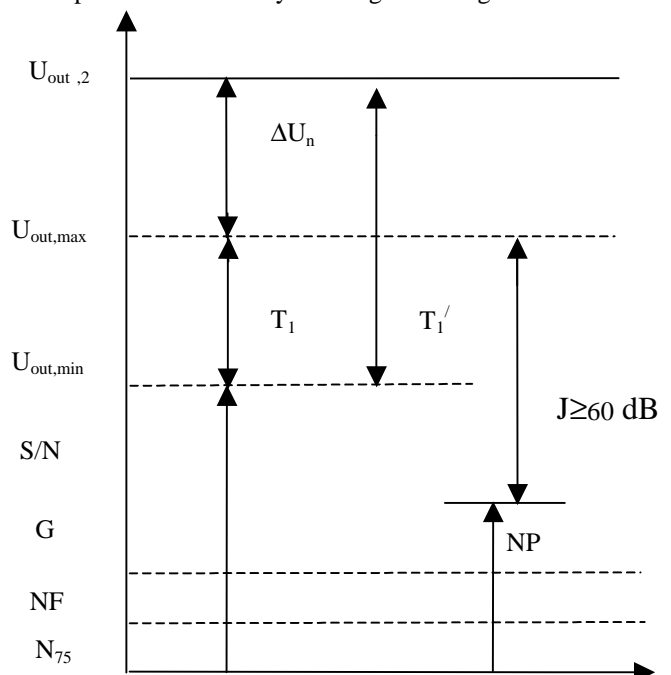 U_out ,2
ΔU_n
U_out,max
T_1
T_1^/
U_out,min
J≥60 dB
S/N
G
NP
NF
N_75